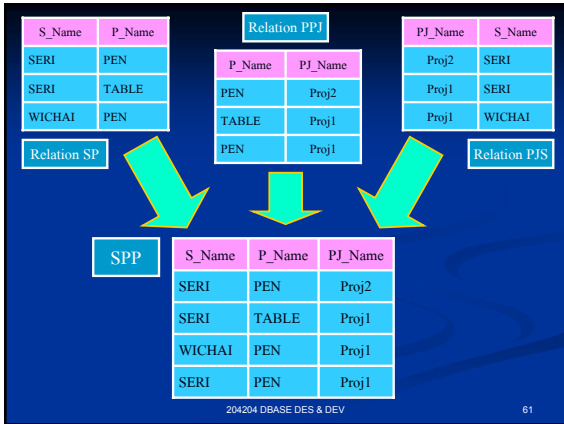 S_Name P_Name
SERI PEN
SERI TABLE
WICHAI PEN
Relation SP
Relation PPJ
P_Name PJ_Name
PEN Proj2
TABLE Proj1
PEN Proj1
PJ_Name S_Name
Proj2 SERI
Proj1 SERI
Proj1 WICHAI
Relation PJS
SPP
S_Name P_Name PJ_Name
SERI PEN Proj2
SERI TABLE Proj1
WICHAI PEN Proj1
SERI PEN Proj1
204204 DBASE DES & DEV 61